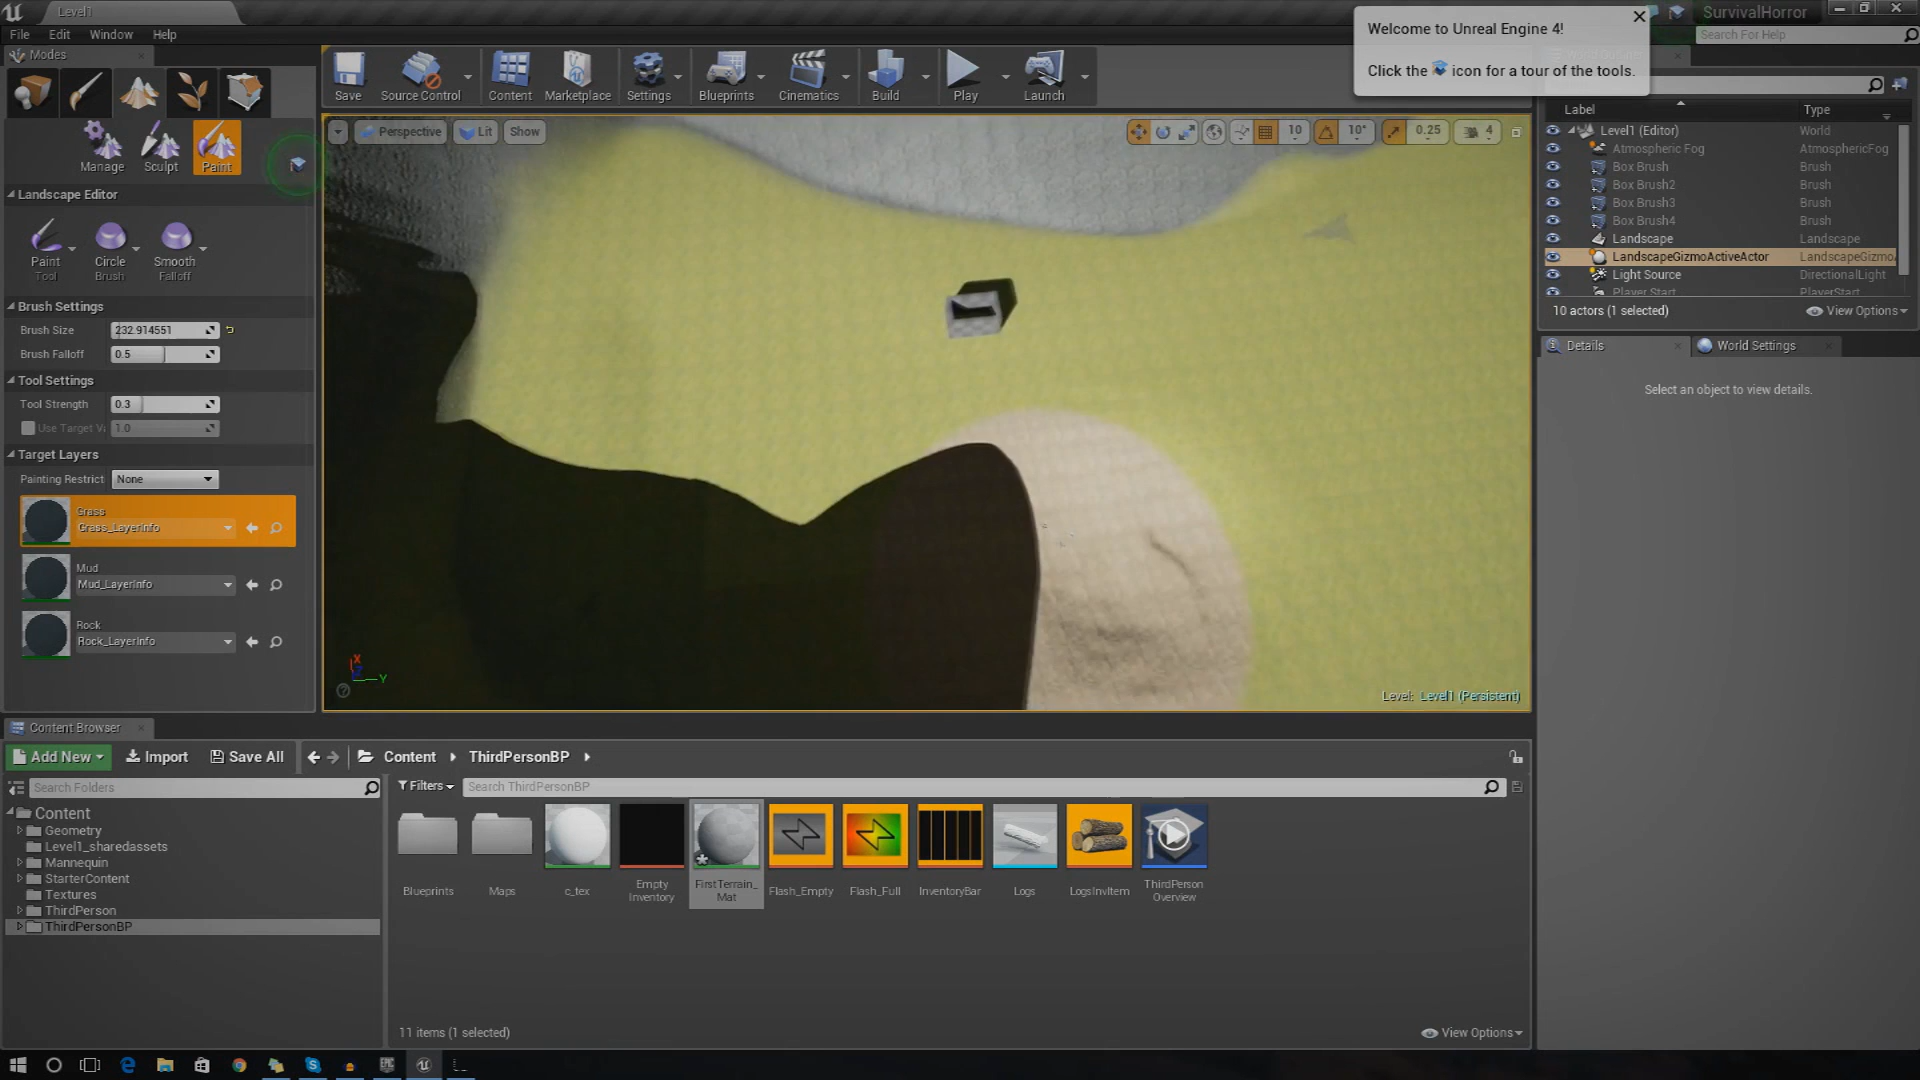 Level1
SurvivalHorror
File Edit Window Help
Search For Help
Welcome to Unreal Engine 4!
Click the icon for a tour of the tools.
Modes
Save
Source Control
Content
Marketplace
Settings
Blueprints
Cinematics
Build
Play
Launch
Manage
Sculpt
Paint
Landscape Editor
Paint
Tool
Circle
Brush
Smooth
Falloff
Brush Settings
Brush Size 232.914551
Brush Falloff 0.5
Tool Settings
Tool Strength 0.3
Use Target V 1.0
Target Layers
Painting Restrict None
Grass
Grass_LayerInfo
Mud
Mud_LayerInfo
Rock
Rock_LayerInfo
Perspective Lit Show
10 10° 0.25 4
X
Y
Level: Level1 (Persistent)
Label Type
Level1 (Editor) World
Atmospheric Fog AtmosphericFog
Box Brush Brush
Box Brush2 Brush
Box Brush3 Brush
Box Brush4 Brush
Landscape Landscape
LandscapeGizmoActiveActor LandscapeGizmo
Light Source DirectionalLight
Player Start PlayerStart
10 actors (1 selected) View Options
Details World Settings
Select an object to view details.
Content Browser
Add New Import Save All Content ThirdPersonBP
Search Folders
Filters Search ThirdPersonBP
Content
Geometry
Level1_sharedassets
Mannequin
StarterContent
Textures
ThirdPerson
ThirdPersonBP
Blueprints
Maps
c_tex
Empty
Inventory
FirstTerrain_
Mat
Flash_Empty
Flash_Full
InventoryBar
Logs
LogsInvItem
ThirdPerson
Overview
11 items (1 selected) View Options
EPIC